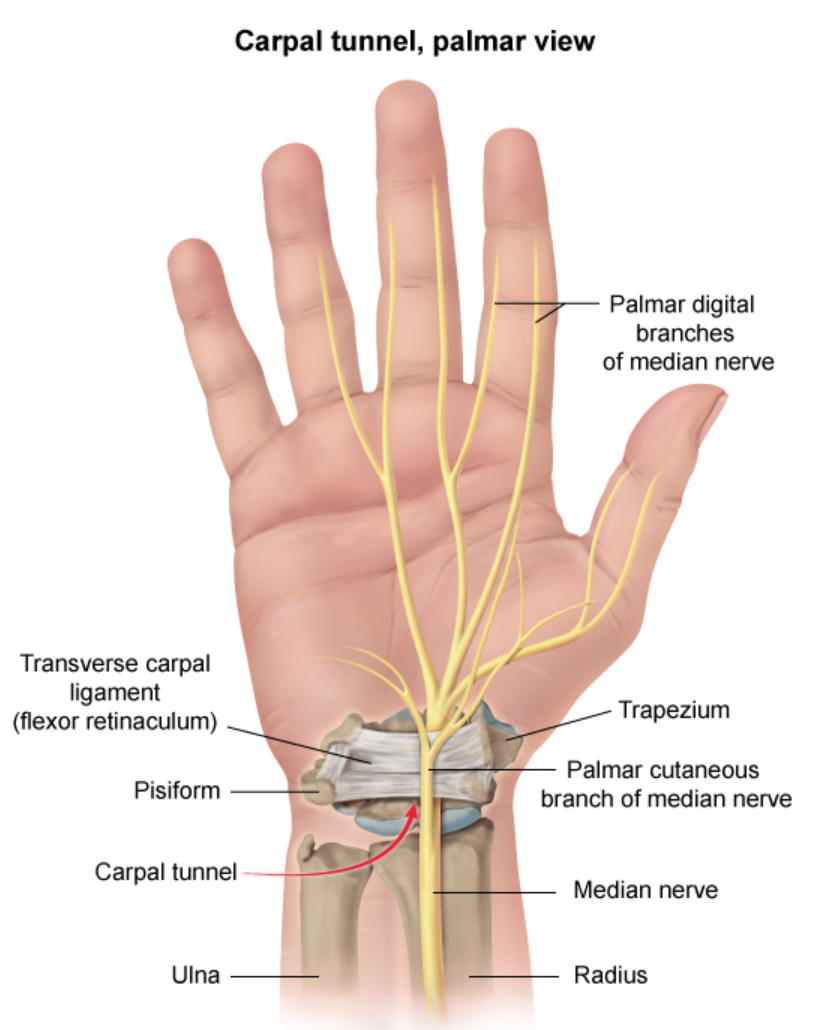 Carpal tunnel, palmar view
Palmar digital
branches
of median nerve
Transverse carpal
ligament
(flexor retinaculum)
Trapezium
Pisiform
Palmar cutaneous
branch of median nerve
Carpal tunnel
Median nerve
Ulna
Radius